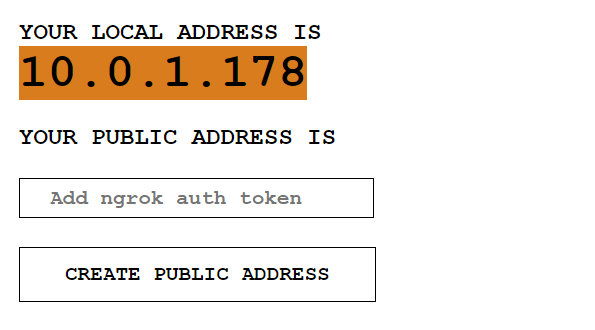 YOUR LOCAL ADDRESS IS
10.0.1.178
YOUR PUBLIC ADDRESS IS
Add ngrok auth token
CREATE PUBLIC ADDRESS